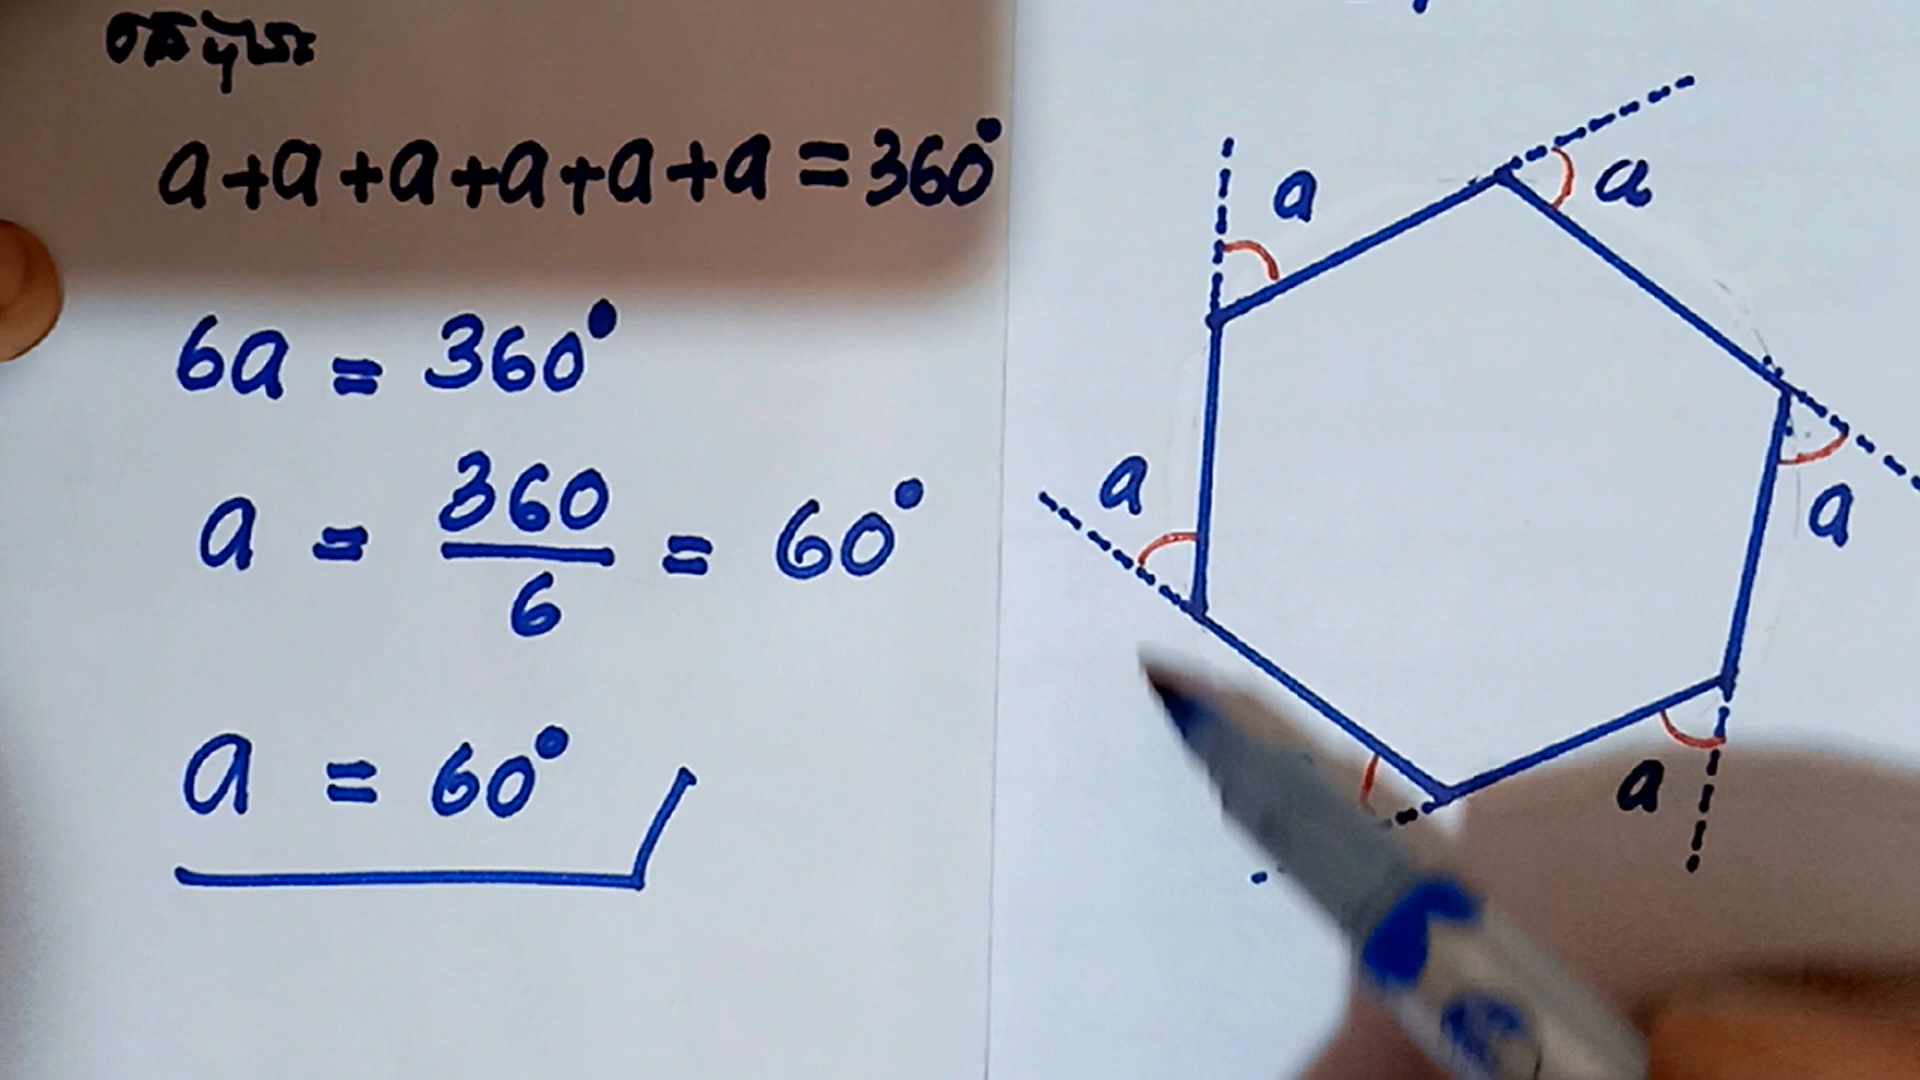 a+a+a+a+a+a=360°
6a = 360°
a = 360/6 = 60°
a = 60°
a
a
a
a
a